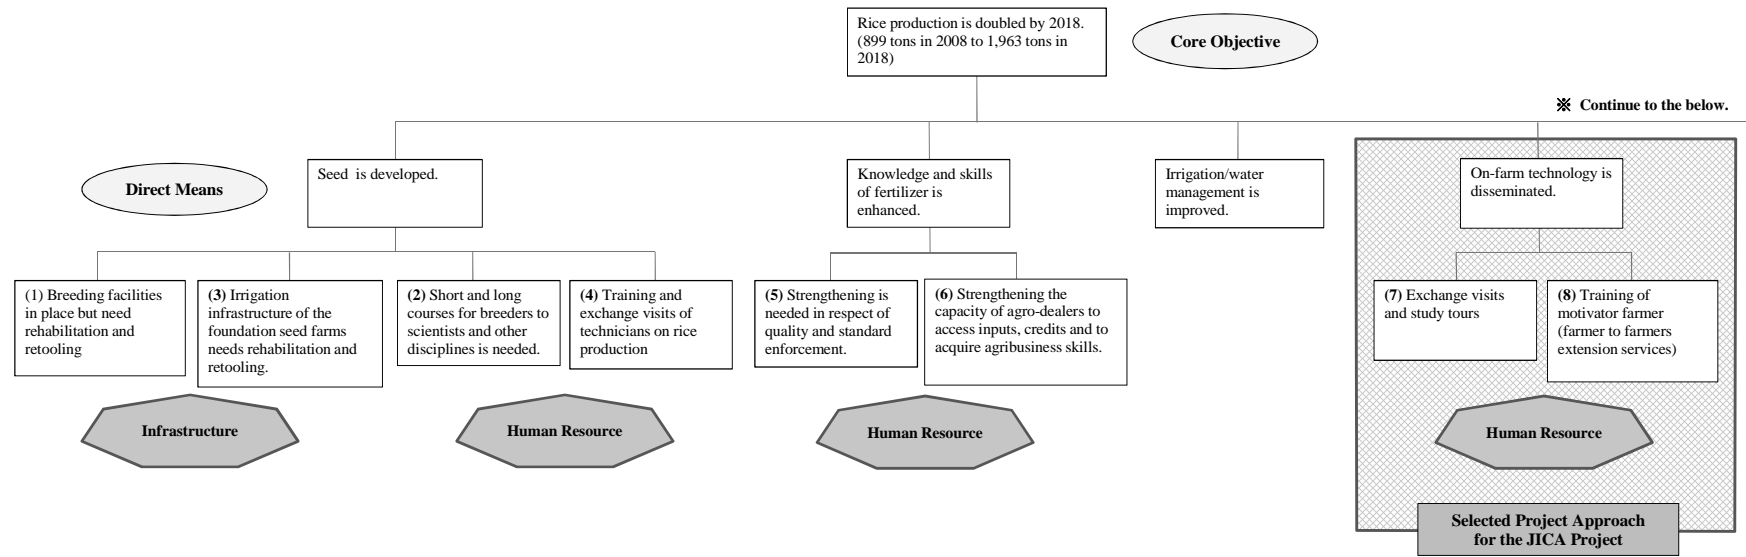 Rice production is doubled by 2018.
(899 tons in 2008 to 1,963 tons in
2018)
Core Objective
※ Continue to the below.
Direct Means
Seed is developed.
Knowledge and skills
of fertilizer is
enhanced.
Irrigation/water
management is
improved.
On-farm technology is
disseminated.
(1) Breeding facilities
in place but need
rehabilitation and
retooling
(3) Irrigation
infrastructure of the
foundation seed farms
needs rehabilitation and
retooling.
(2) Short and long
courses for breeders to
scientists and other
disciplines is needed.
(4) Training and
exchange visits of
technicians on rice
production
(5) Strengthening is
needed in respect of
quality and standard
enforcement.
(6) Strengthening the
capacity of agro-dealers to
access inputs, credits and to
acquire agribusiness skills.
(7) Exchange visits
and study tours
(8) Training of
motivator farmer
(farmer to farmers
extension services)
Infrastructure
Human Resource
Human Resource
Human Resource
Selected Project Approach
for the JICA Project